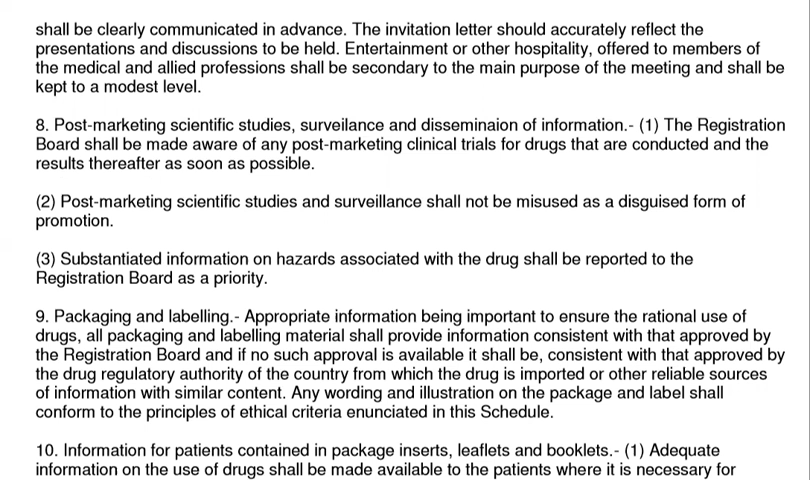 shall be clearly communicated in advance. The invitation letter should accurately reflect the
presentations and discussions to be held. Entertainment or other hospitality, offered to members of
the medical and allied professions shall be secondary to the main purpose of the meeting and shall be
kept to a modest level.
8. Post-marketing scientific studies, surveilance and disseminaion of information.- (1) The Registration
Board shall be made aware of any post-marketing clinical trials for drugs that are conducted and the
results thereafter as soon as possible.
(2) Post-marketing scientific studies and surveillance shall not be misused as a disguised form of
promotion.
(3) Substantiated information on hazards associated with the drug shall be reported to the
Registration Board as a priority.
9. Packaging and labelling.- Appropriate information being important to ensure the rational use of
drugs, all packaging and labelling material shall provide information consistent with that approved by
the Registration Board and if no such approval is available it shall be, consistent with that approved by
the drug regulatory authority of the country from which the drug is imported or other reliable sources
of information with similar content. Any wording and illustration on the package and label shall
conform to the principles of ethical criteria enunciated in this Schedule.
10. Information for patients contained in package inserts, leaflets and booklets.- (1) Adequate
information on the use of drugs shall be made available to the patients where it is necessary for